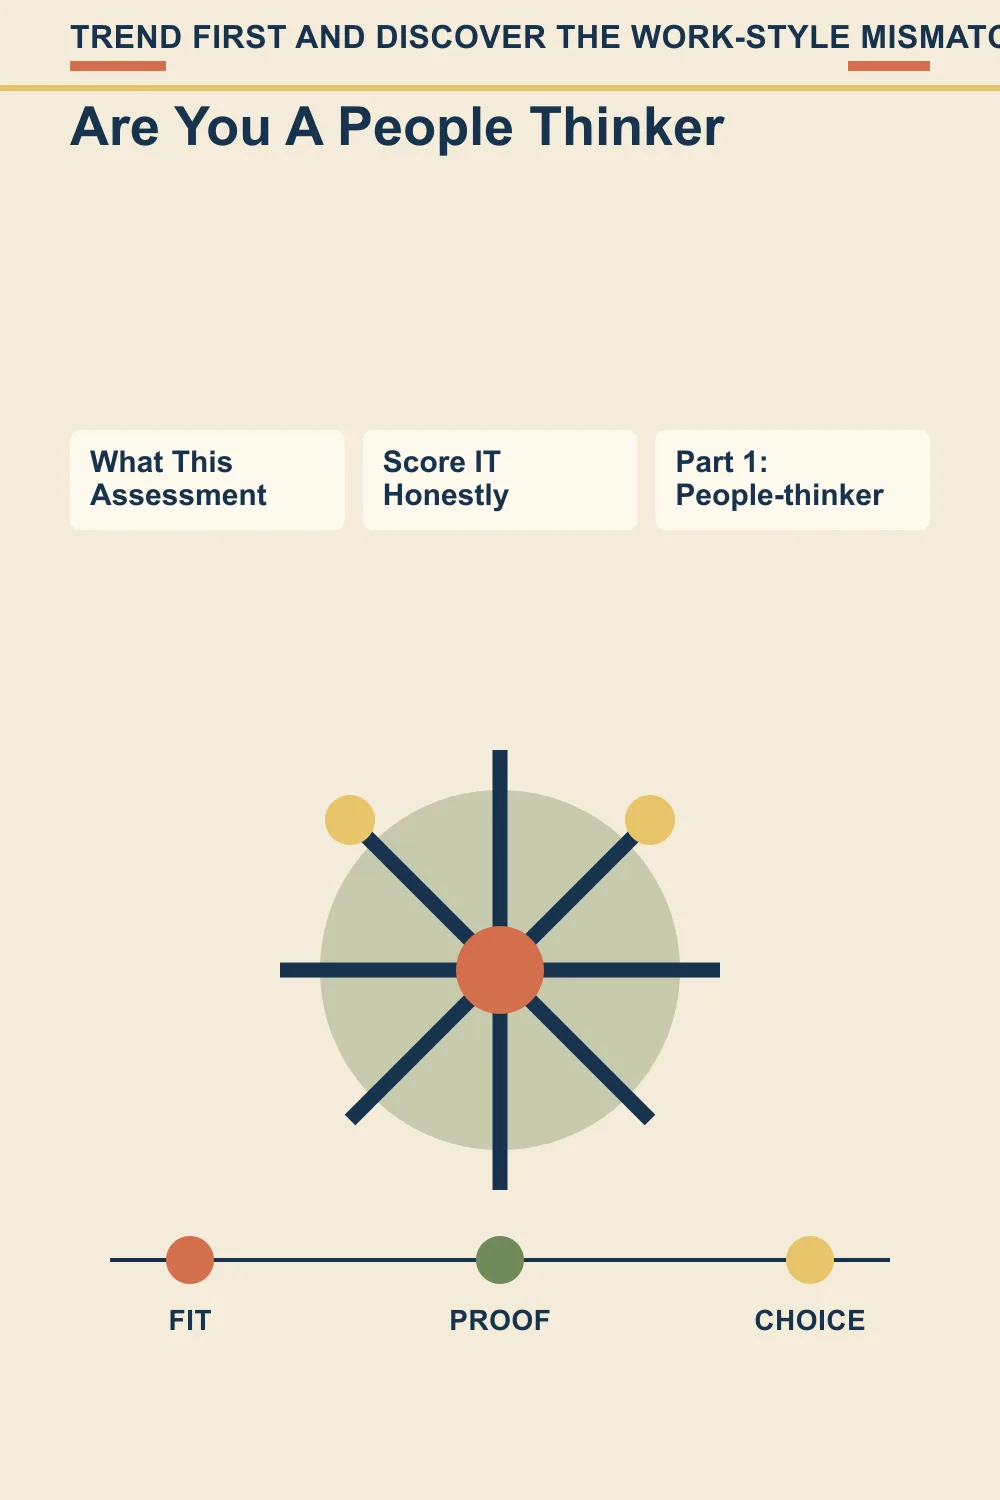 TREND FIRST AND DISCOVER THE WORK-STYLE MISMATC
Are You A People Thinker
What This
Assessment
Score IT
Honestly
Part 1:
People-thinker
FIT
PROOF
CHOICE